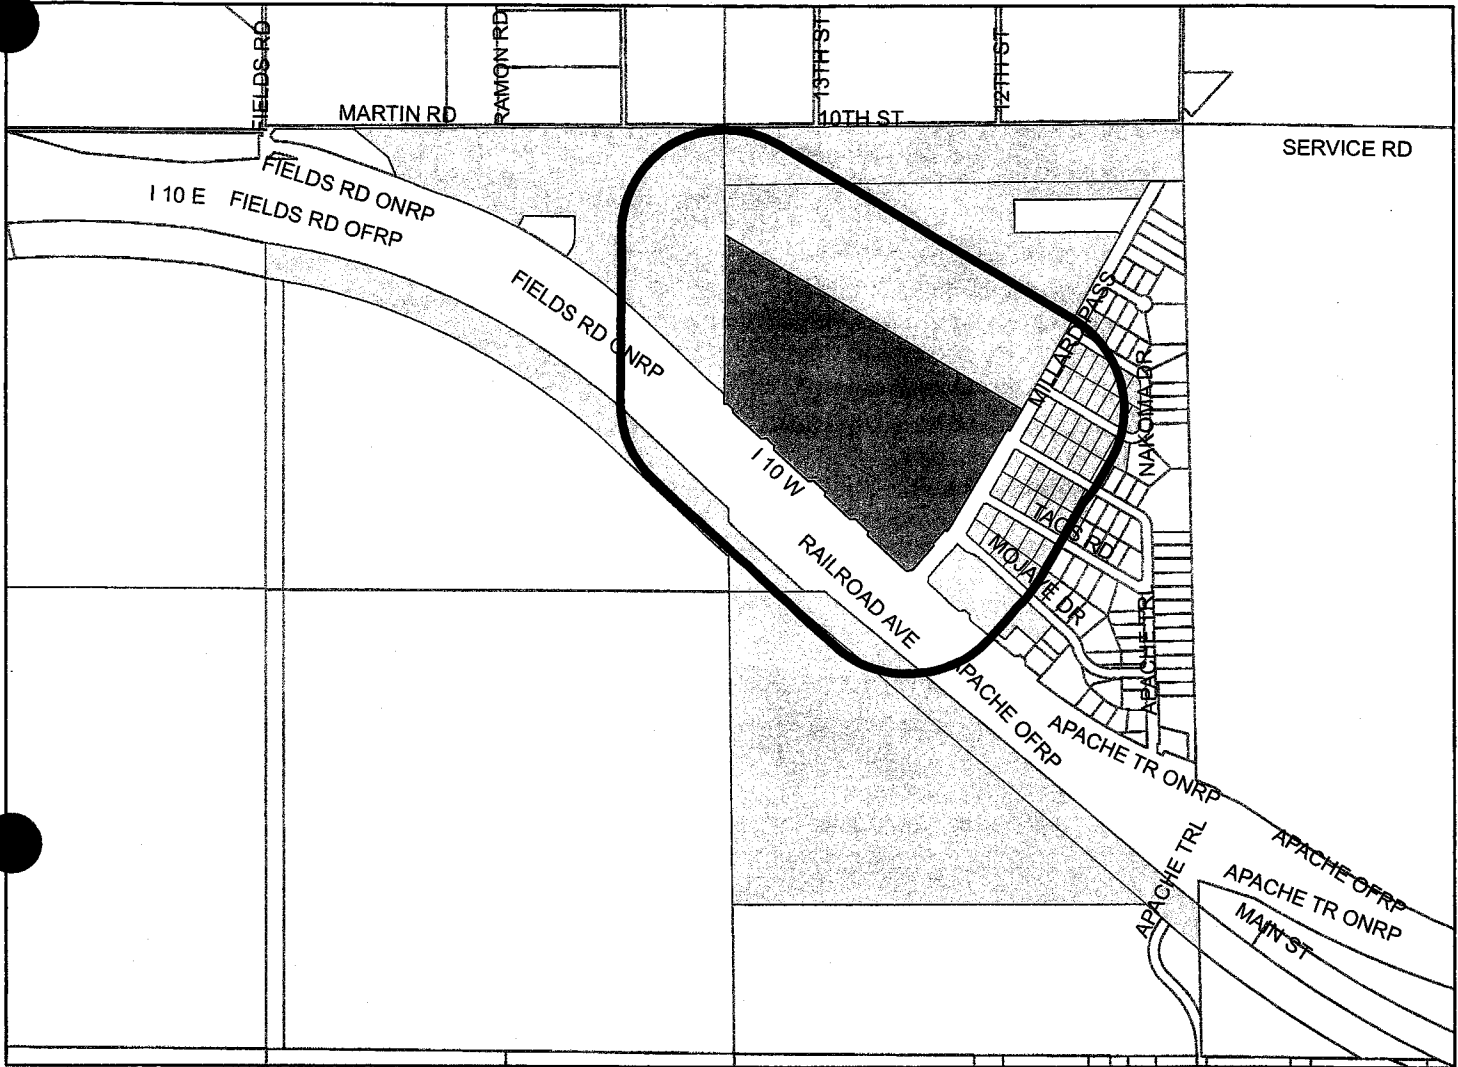 FIELDS RD
RAMON RD
13TH ST
12TH ST
MARTIN RD
10TH ST
SERVICE RD
FIELDS RD ONRP
I 10 E
FIELDS RD OFRP
FIELDS RD ONRP
MILLARD PASS
NAKOMA DR
I 10 W
TAOS RD
RAILROAD AVE
MOJAVE DR
APACHE TRL
APACHE OFRP
APACHE TR ONRP
APACHE TRL
APACHE OFRP
APACHE TR ONRP
MAIN ST